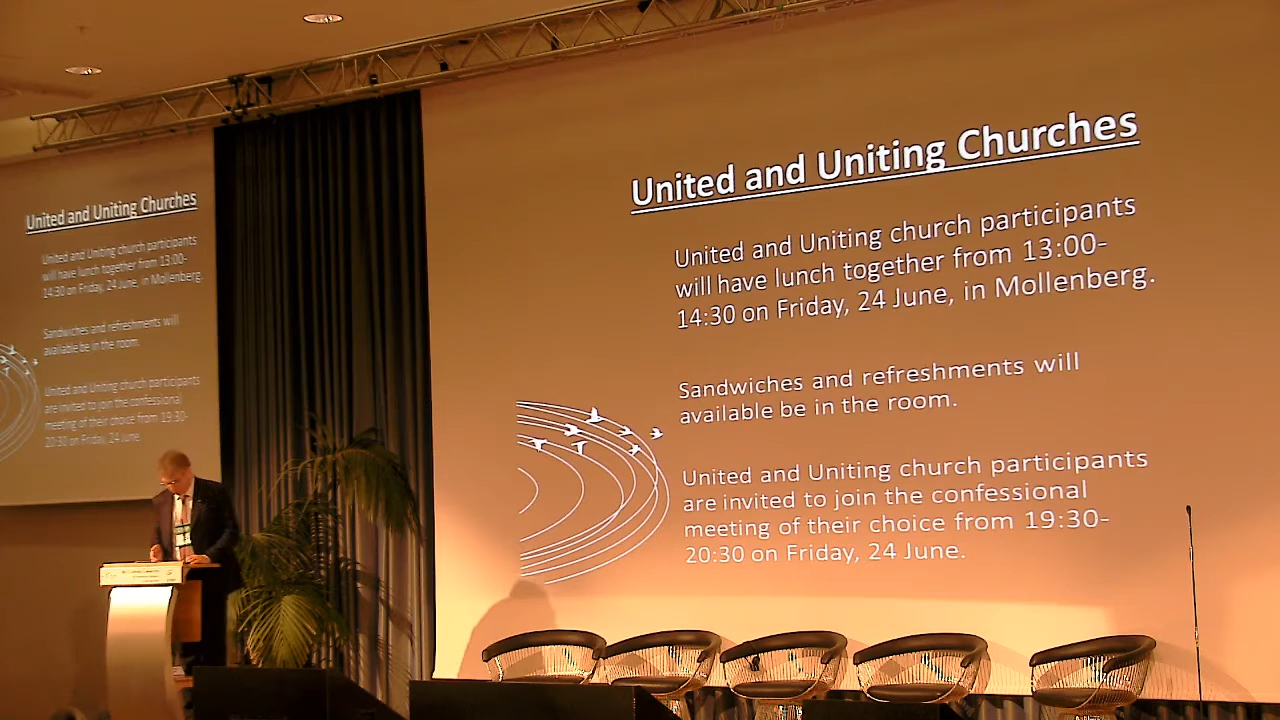 United and Uniting Churches
United and Uniting church participants
will have lunch together from 13:00-
14:30 on Friday, 24 June, in Mollenberg.
Sandwiches and refreshments will
available be in the room.
United and Uniting church participants
are invited to join the confessional
meeting of their choice from 19:30-
20:30 on Friday, 24 June
United and Uniting Churches
United and Uniting church participants
will have lunch together from 13:00-
14:30 on Friday, 24 June, in Mollenberg.
Sandwiches and refreshments will
available be in the room.
United and Uniting church participants
are invited to join the confessional
meeting of their choice from 19:30-
20:30 on Friday, 24 June.